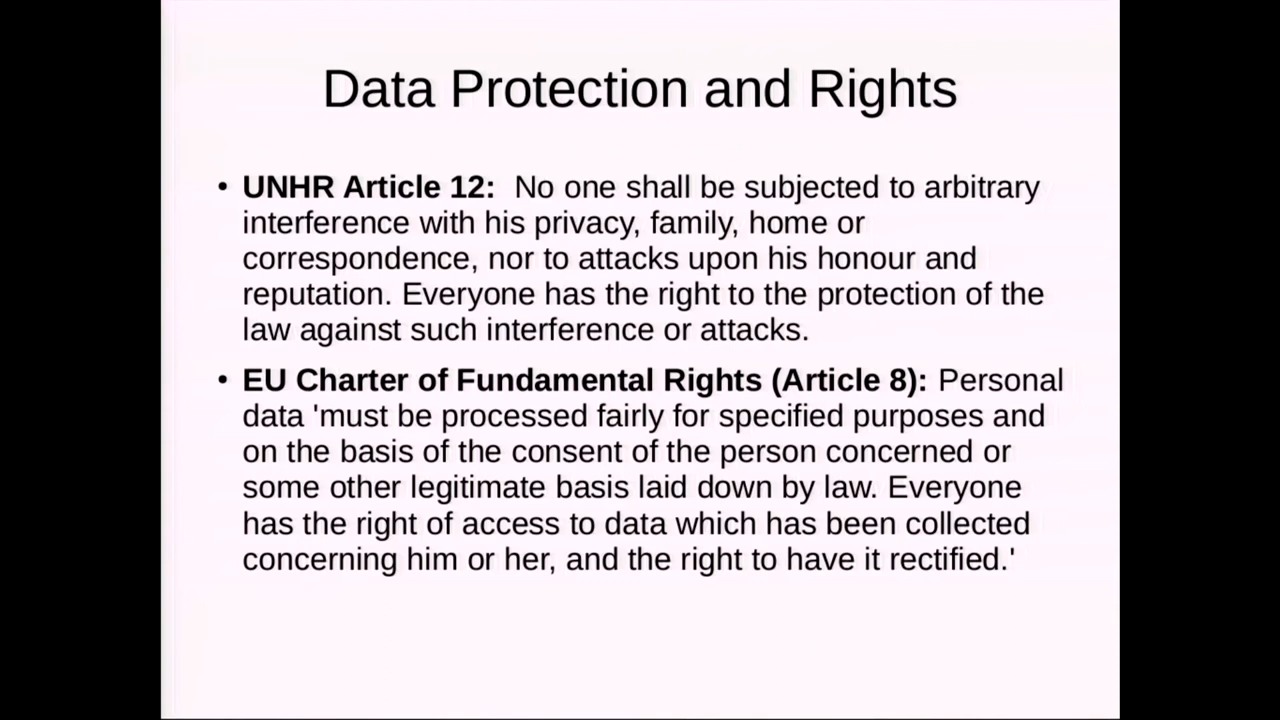 Data Protection and Rights
• UNHR Article 12:  No one shall be subjected to arbitrary
interference with his privacy, family, home or
correspondence, nor to attacks upon his honour and
reputation. Everyone has the right to the protection of the
law against such interference or attacks.
• EU Charter of Fundamental Rights (Article 8): Personal
data 'must be processed fairly for specified purposes and
on the basis of the consent of the person concerned or
some other legitimate basis laid down by law. Everyone
has the right of access to data which has been collected
concerning him or her, and the right to have it rectified.'